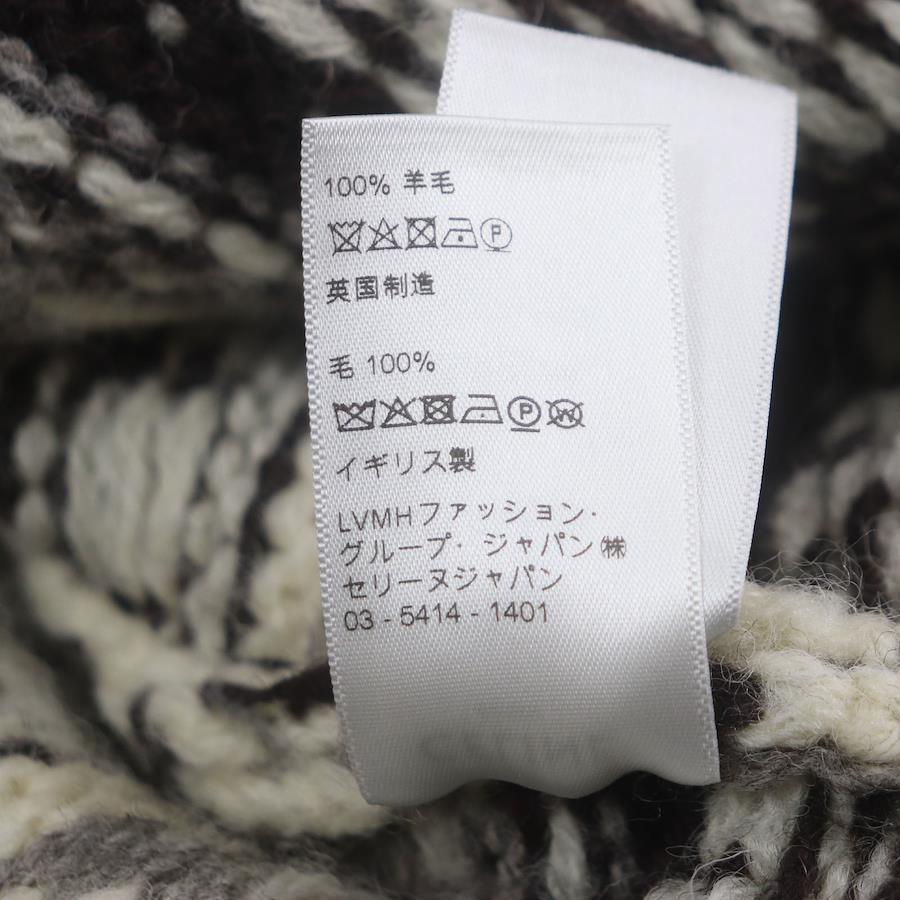 100% 羊毛
P
英国制造
毛 100%
P W
イギリス製
LVMHファッション・
グループ・ジャパン㈱
セリーヌジャパン
03 - 5414 - 1401